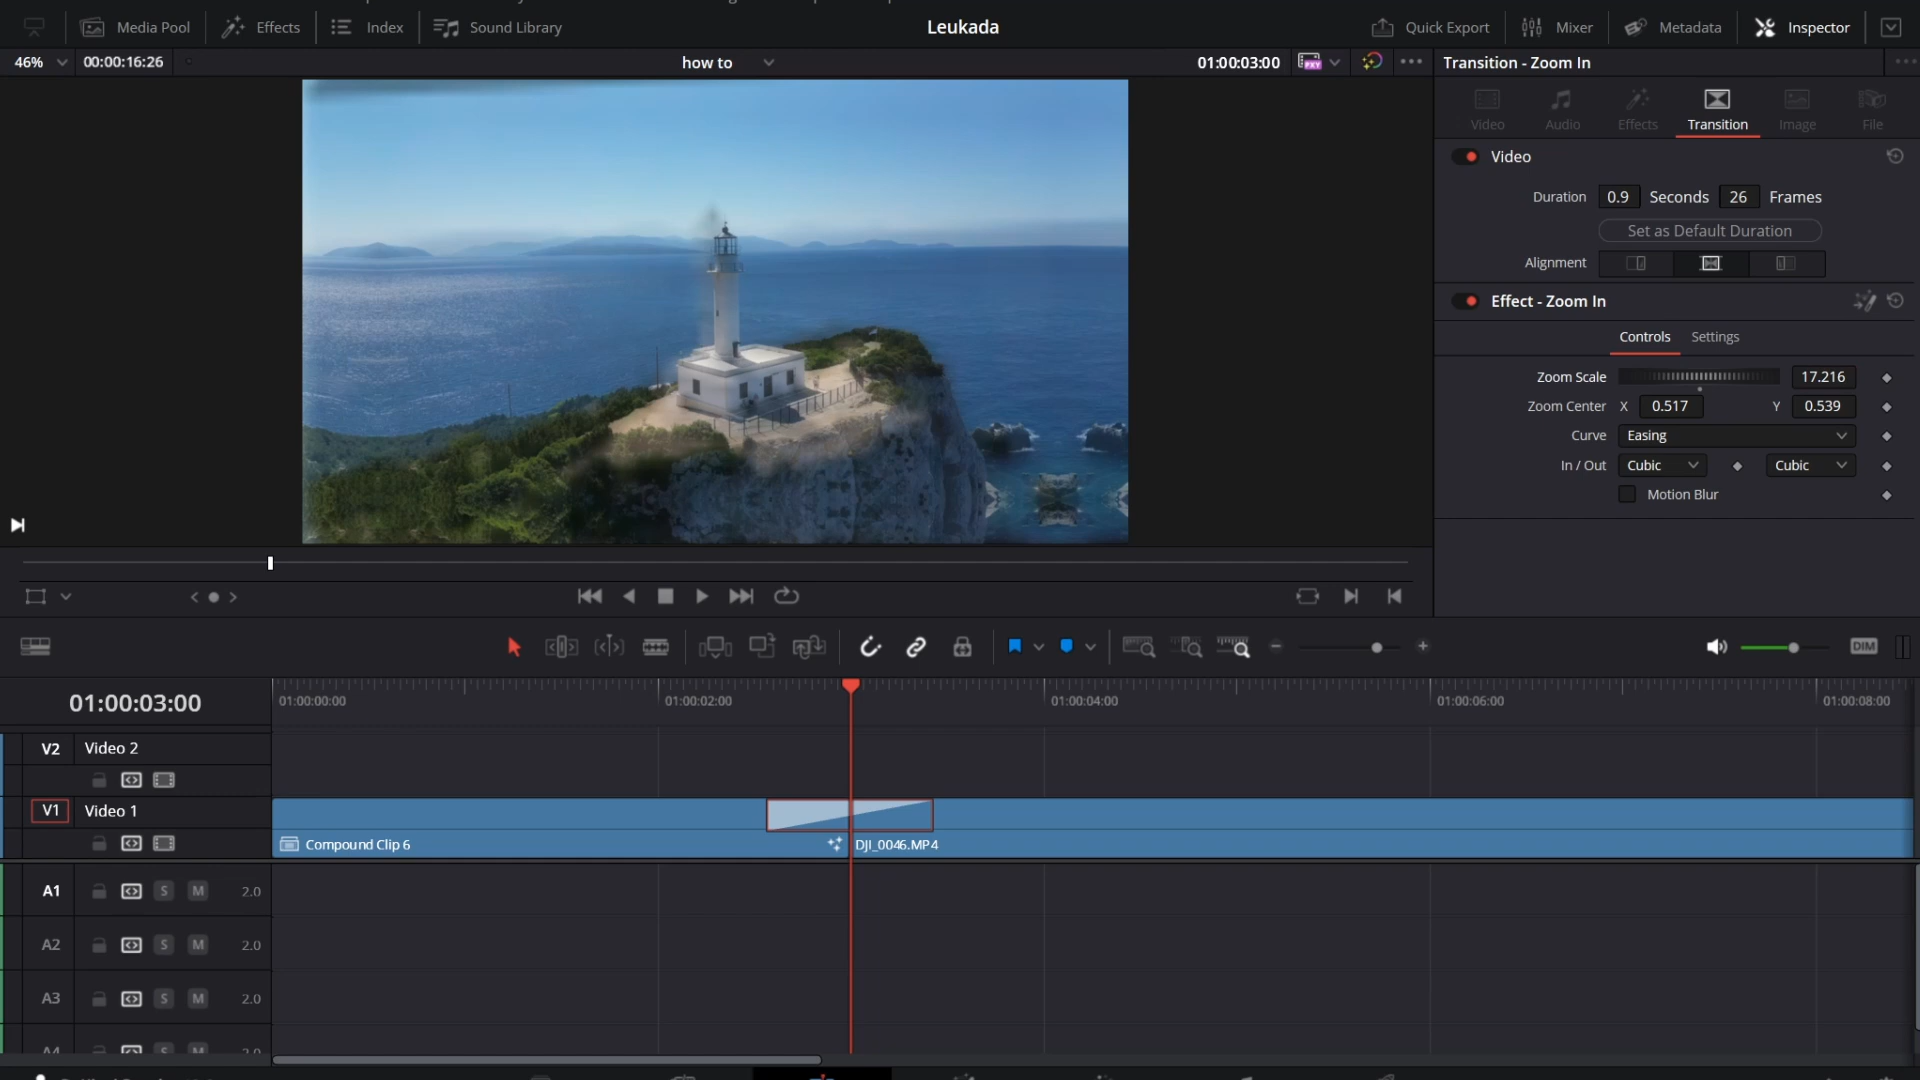 Media Pool Effects Index Sound Library Leukada Quick Export Mixer Metadata Inspector
46% 00:00:16:26 how to 01:00:03:00 PXY Transition - Zoom In
Video Audio Effects Transition Image File
Video
Duration 0.9 Seconds 26 Frames
Set as Default Duration
Alignment
Effect - Zoom In
Controls Settings
Zoom Scale 17.216
Zoom Center X 0.517 Y 0.539
Curve Easing
In / Out Cubic Cubic
Motion Blur
DIM
01:00:03:00 01:00:00:00 01:00:02:00 01:00:04:00 01:00:06:00 01:00:08:00
V2 Video 2
V1 Video 1
Compound Clip 6 DJI_0046.MP4
A1 S M 2.0
A2 S M 2.0
A3 S M 2.0
A4 S M 2.0